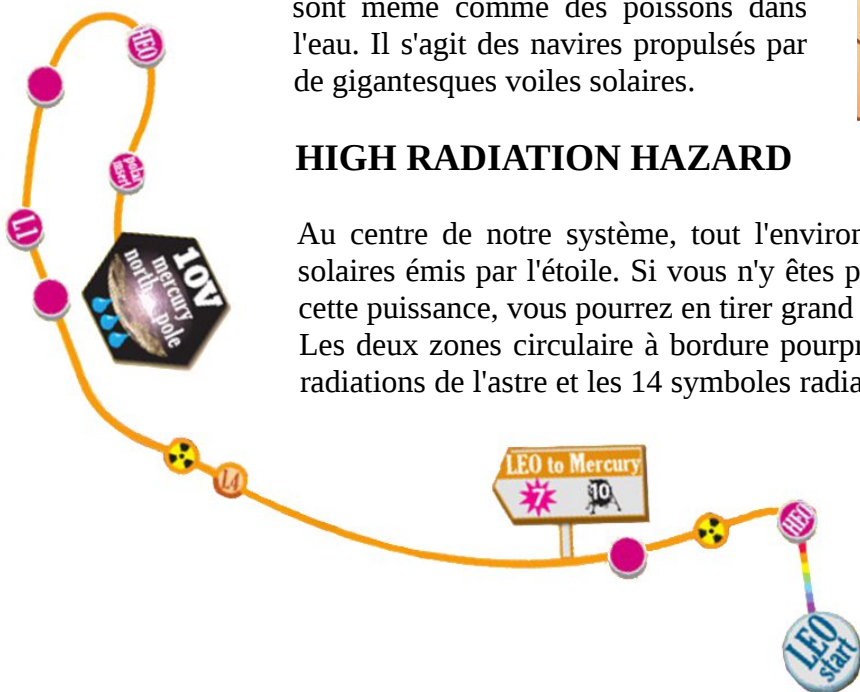 sont même comme des poissons dans
l'eau. Il s'agit des navires propulsés par
de gigantesques voiles solaires.
HEO
polar
insert
HIGH RADIATION HAZARD
L1
10V
mercury
north pole
Au centre de notre système, tout l'environ
solaires émis par l'étoile. Si vous n'y êtes p
cette puissance, vous pourrez en tirer grand
Les deux zones circulaire à bordure pourpr
radiations de l'astre et les 14 symboles radia
L4
LEO to Mercury
7 10
HEO
LEO
start